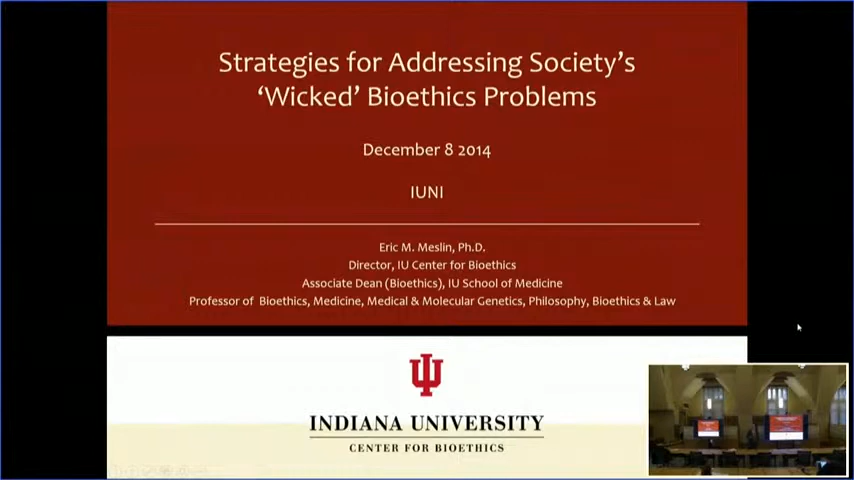 Strategies for Addressing Society's
'Wicked' Bioethics Problems
December 8 2014
IUNI
Eric M. Meslin, Ph.D.
Director, IU Center for Bioethics
Associate Dean (Bioethics), IU School of Medicine
Professor of Bioethics, Medicine, Medical & Molecular Genetics, Philosophy, Bioethics & Law
INDIANA UNIVERSITY
CENTER FOR BIOETHICS